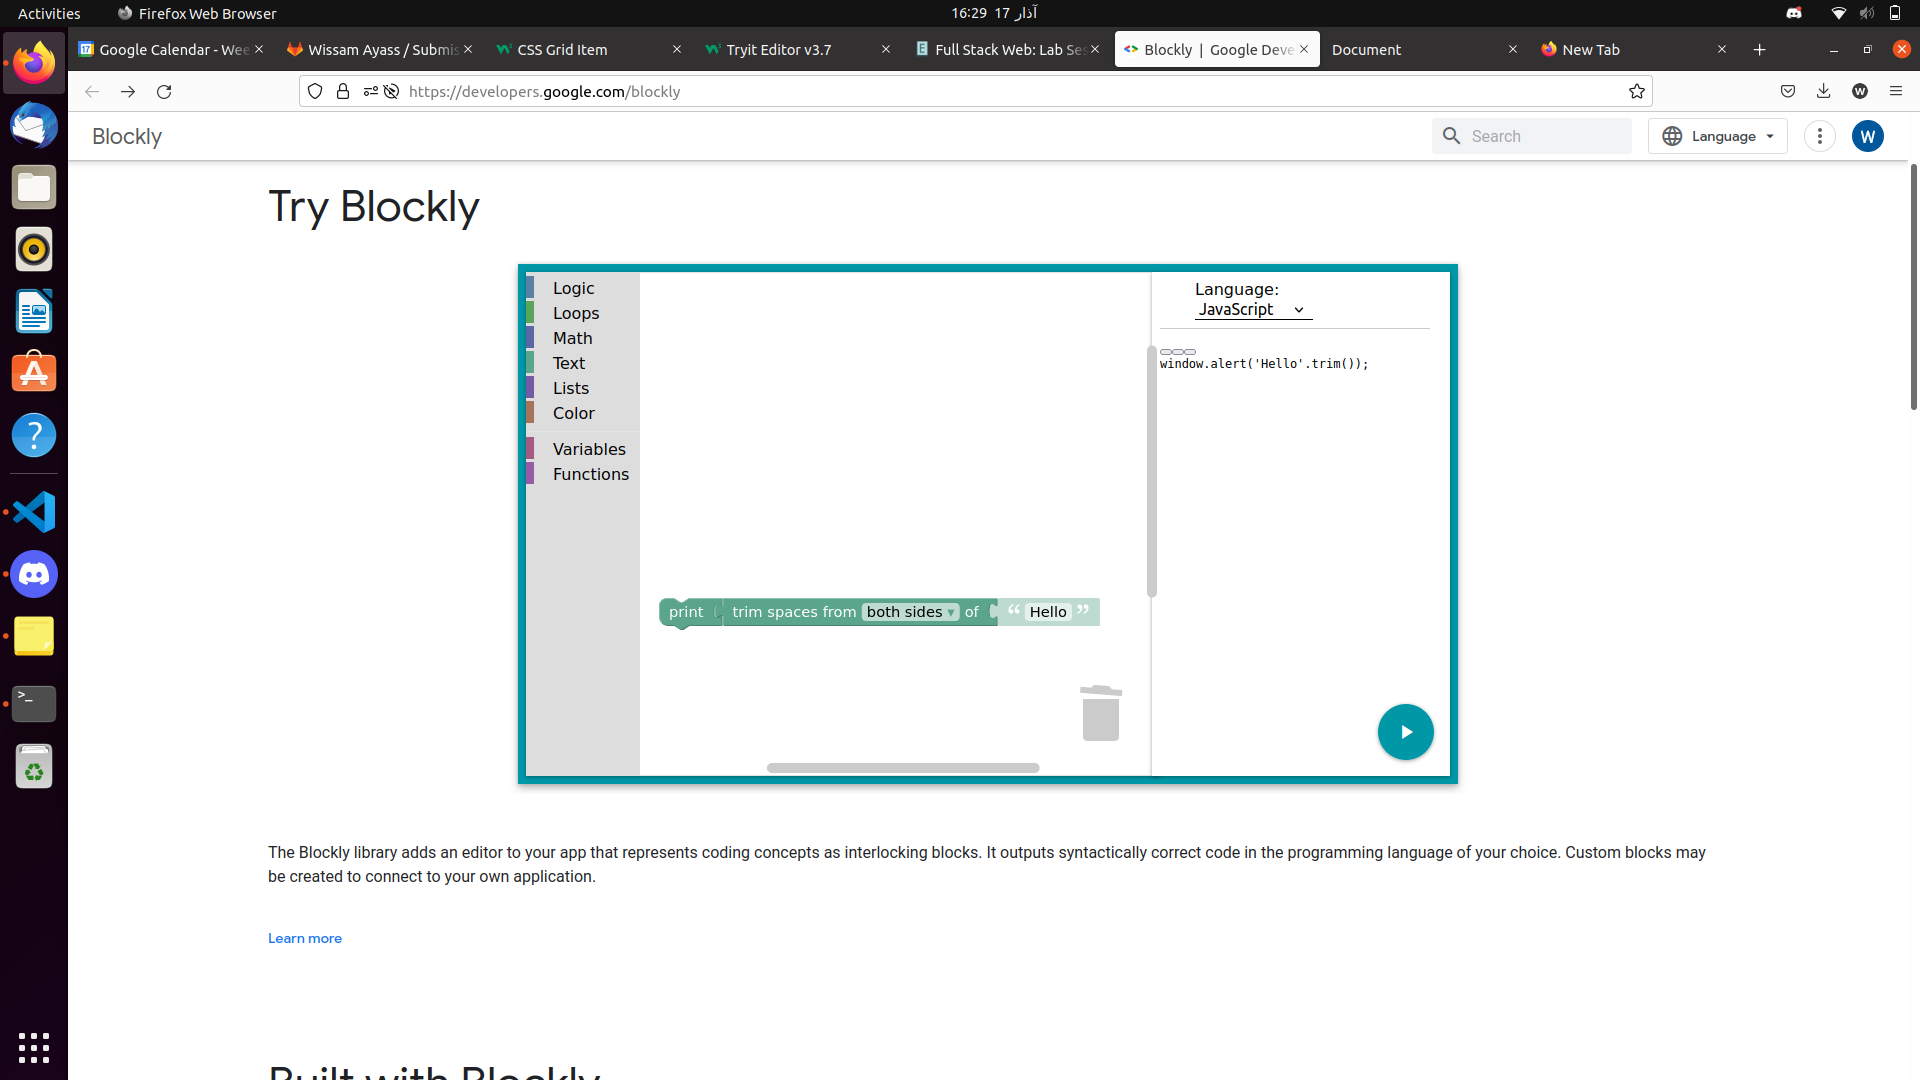 Activities
Firefox Web Browser
16:29 17 آذار
Google Calendar - Wee
Wissam Ayass / Submis
CSS Grid Item
Tryit Editor v3.7
Full Stack Web: Lab Ses
Blockly | Google Deve
Document
New Tab
https://developers.google.com/blockly
Blockly
Search
Language
W
Try Blockly
Logic
Loops
Math
Text
Lists
Color
Variables
Functions
print trim spaces from both sides ▾ of “ Hello ”
Language:
JavaScript
window.alert('Hello'.trim());
The Blockly library adds an editor to your app that represents coding concepts as interlocking blocks. It outputs syntactically correct code in the programming language of your choice. Custom blocks may
be created to connect to your own application.
Learn more
Built with Blockly